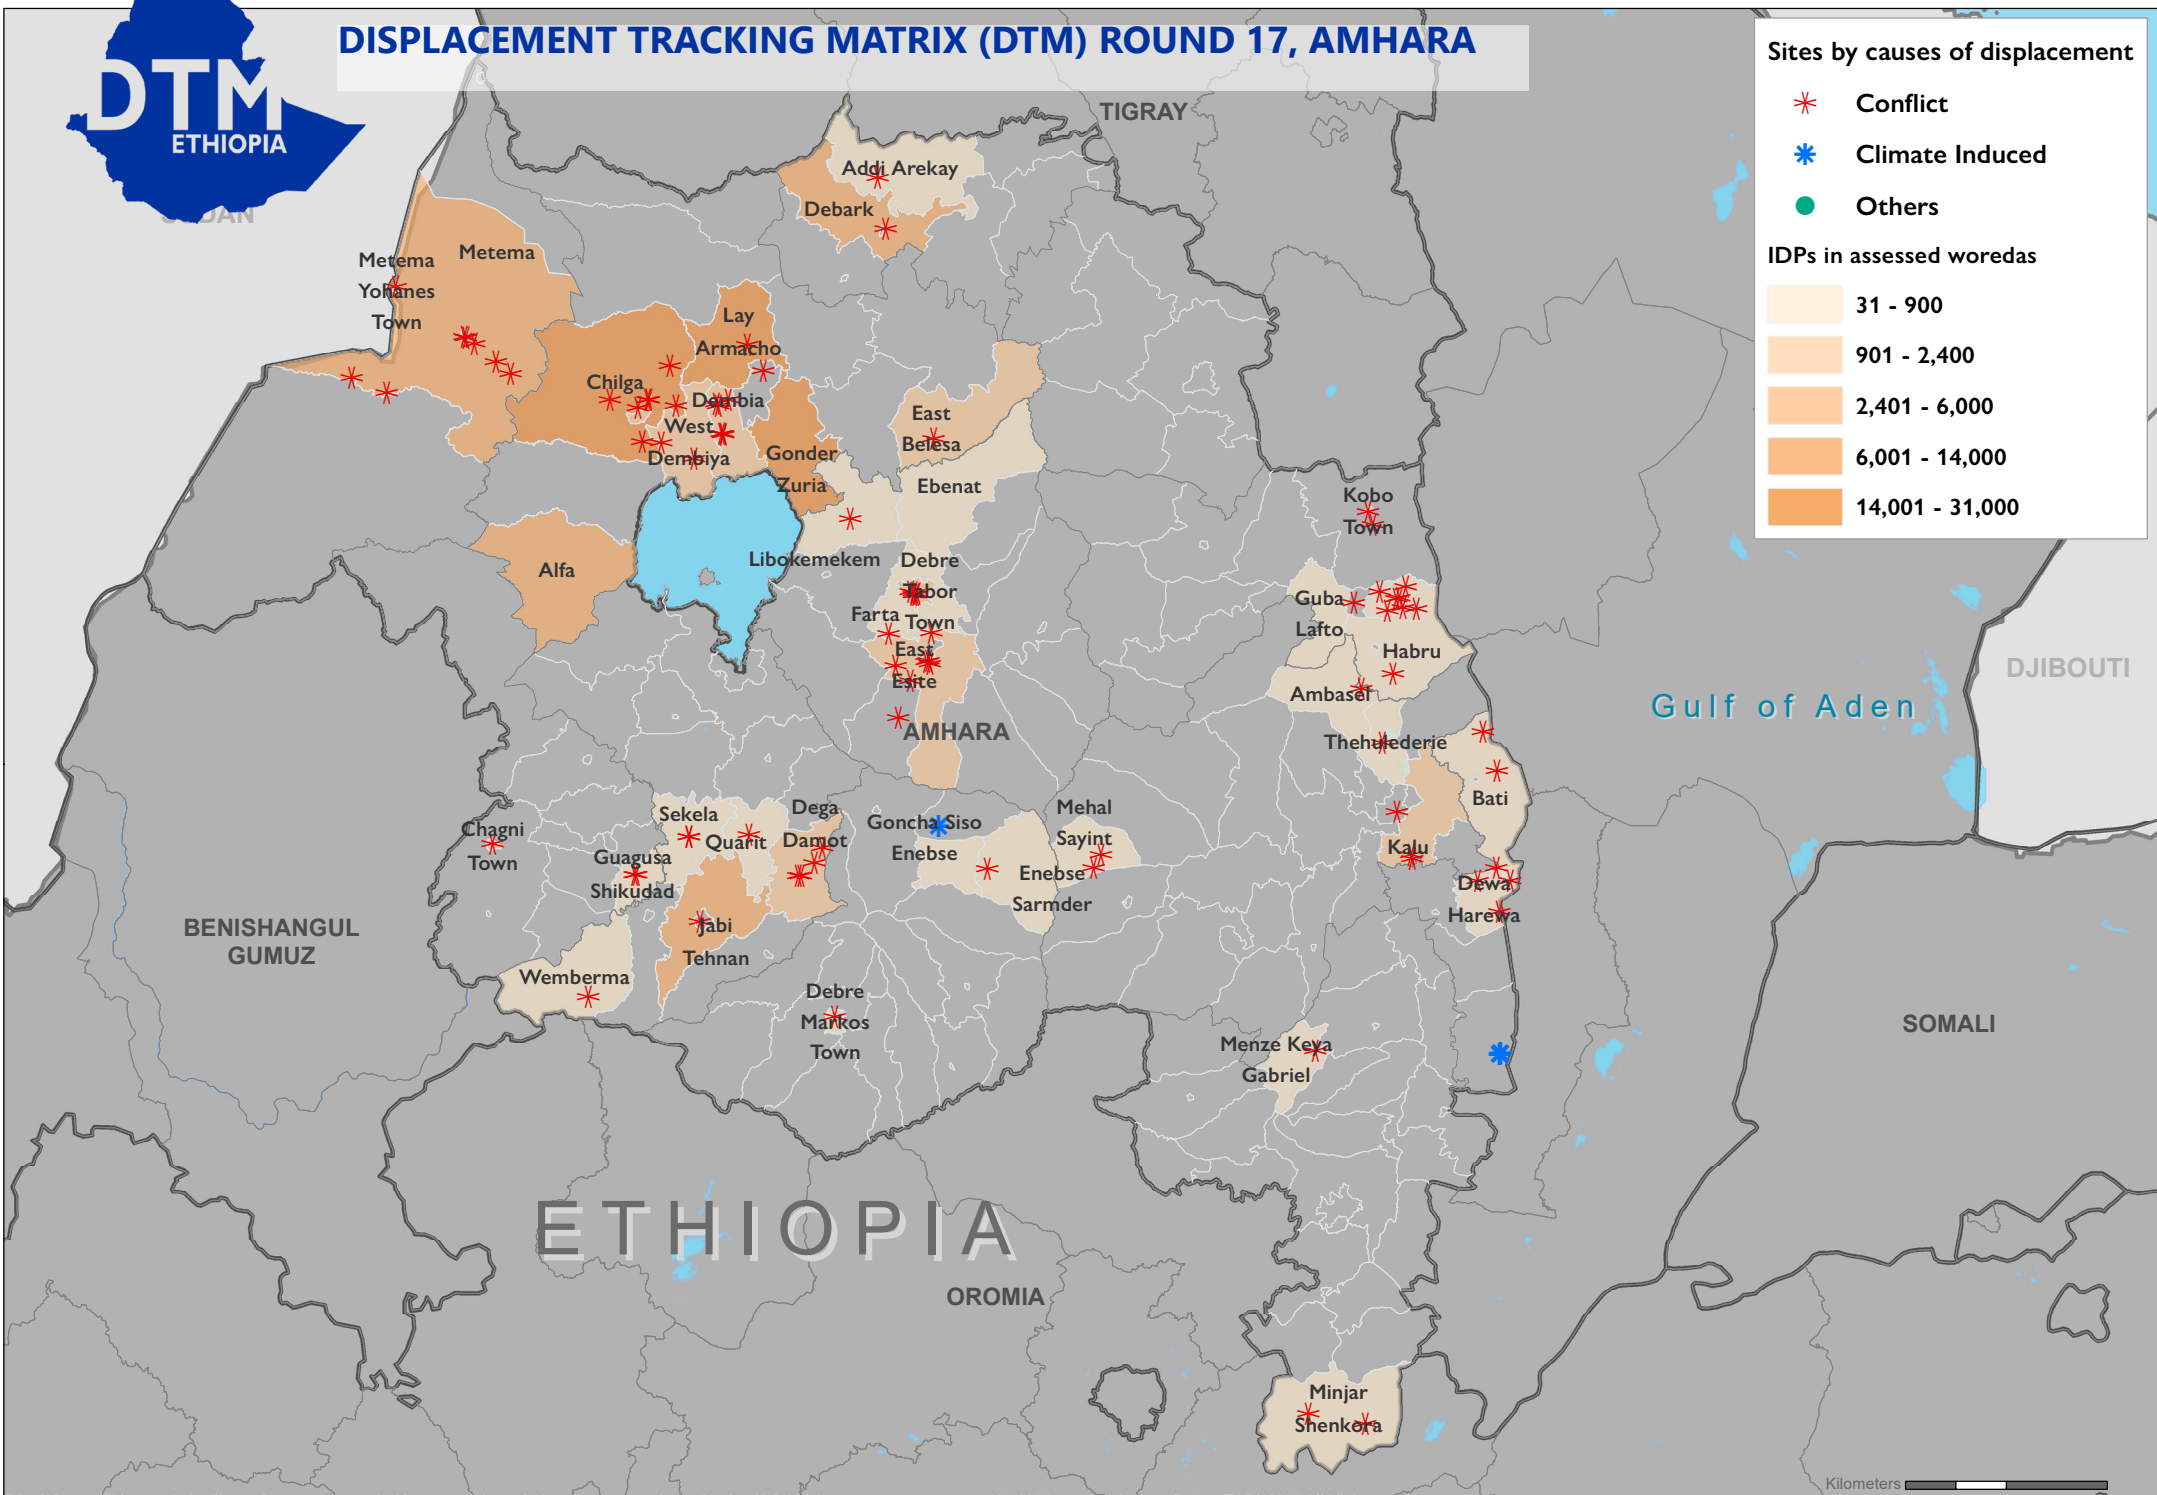 DISPLACEMENT TRACKING MATRIX (DTM) ROUND 17, AMHARA
DTM
ETHIOPIA
SUDAN
Sites by causes of displacement
Conflict
Climate Induced
Others
IDPs in assessed woredas
31 - 900
901 - 2,400
2,401 - 6,000
6,001 - 14,000
14,001 - 31,000
TIGRAY
Addi Arekay
Debark
Metema
Metema
Yohanes
Town
Lay
Armacho
Chilga
Dembia
West
Dembiya
Gonder
Zuria
East
Belesa
Ebenat
Kobo
Town
Alfa
Libokemekem
Debre
Tabor
Town
Farta
East
Esite
Guba
Lafto
Habru
Ambasel
DJIBOUTI
Gulf of Aden
AMHARA
Thehulederie
Bati
Kalu
Dewa
Harewa
Chagni
Town
Sekela
Quarit
Dega
Damot
Guagusa
Shikudad
Goncha Siso
Enebse
Mehal
Sayint
Enebse
Sarmder
BENISHANGUL
GUMUZ
Jabi
Tehnan
Wemberma
Debre
Markos
Town
Menze Keya
Gabriel
SOMALI
ETHIOPIA
OROMIA
Minjar
Shenkora
Kilometers